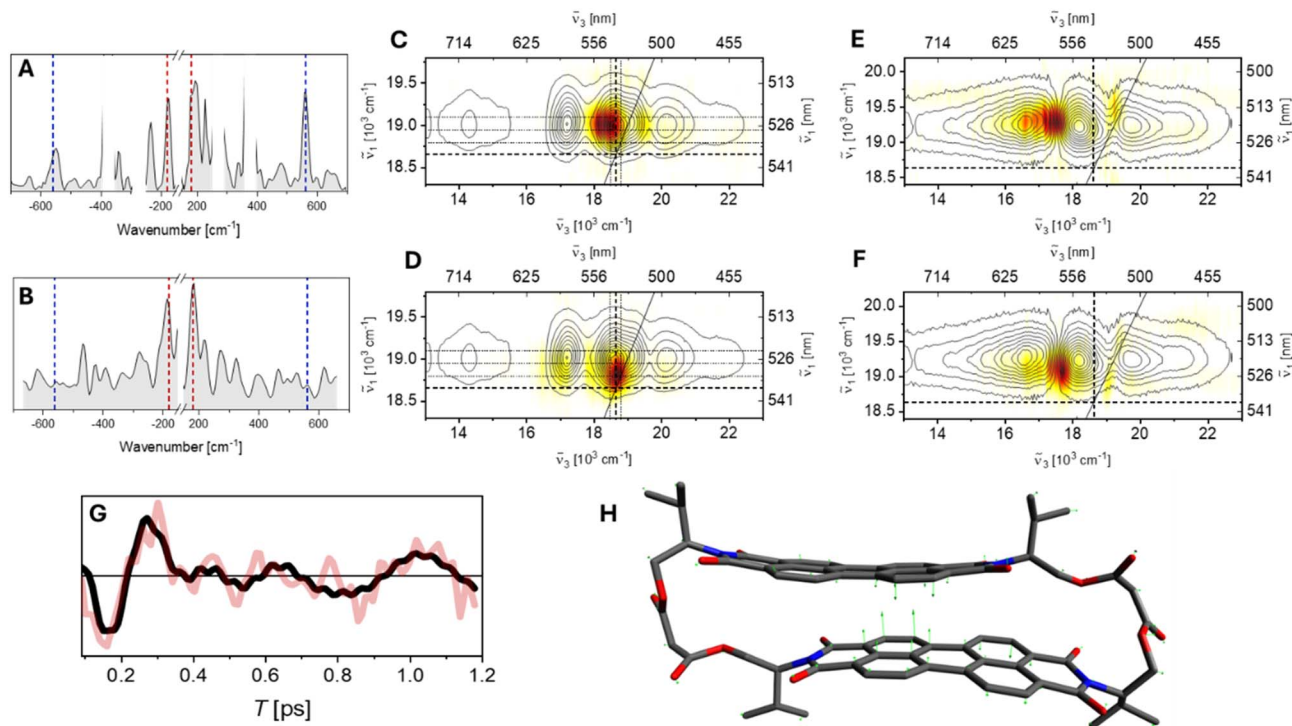 A
-600 -400 -200 200 400 600
Wavenumber [cm⁻¹]
B
-600 -400 -200 200 400 600
Wavenumber [cm⁻¹]
C
ṽ₃ [nm]
714 625 556 500 455
ṽ₁ [10³ cm⁻¹]
19.5
19.0
18.5
513
526
541
ṽ₁ [nm]
14 16 18 20 22
ṽ₃ [10³ cm⁻¹]
D
ṽ₃ [nm]
714 625 556 500 455
ṽ₁ [10³ cm⁻¹]
19.5
19.0
18.5
513
526
541
ṽ₁ [nm]
14 16 18 20 22
ṽ₃ [10³ cm⁻¹]
E
ṽ₃ [nm]
714 625 556 500 455
ṽ₁ [10³ cm⁻¹]
20.0
19.5
19.0
18.5
500
513
526
541
ṽ₁ [nm]
14 16 18 20 22
ṽ₃ [10³ cm⁻¹]
F
ṽ₃ [nm]
714 625 556 500 455
ṽ₁ [10³ cm⁻¹]
20.0
19.5
19.0
18.5
500
513
526
541
ṽ₁ [nm]
14 16 18 20 22
ṽ₃ [10³ cm⁻¹]
G
0.2 0.4 0.6 0.8 1.0 1.2
T [ps]
H